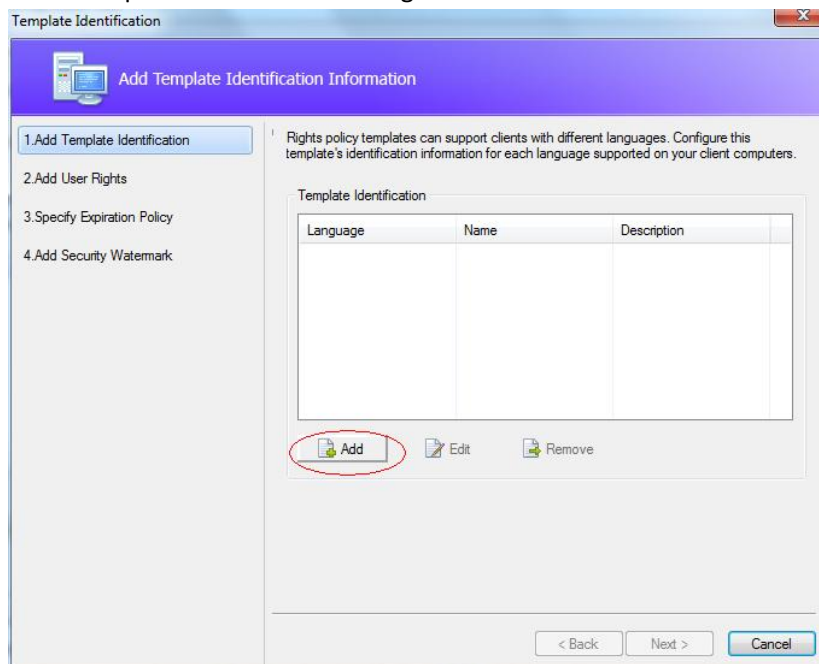 Template Identification
X
Add Template Identification Information
1.Add Template Identification
2.Add User Rights
3.Specify Expiration Policy
4.Add Security Watermark
Rights policy templates can support clients with different languages. Configure this
template's identification information for each language supported on your client computers.
Template Identification
Language Name Description
Add Edit Remove
< Back Next > Cancel